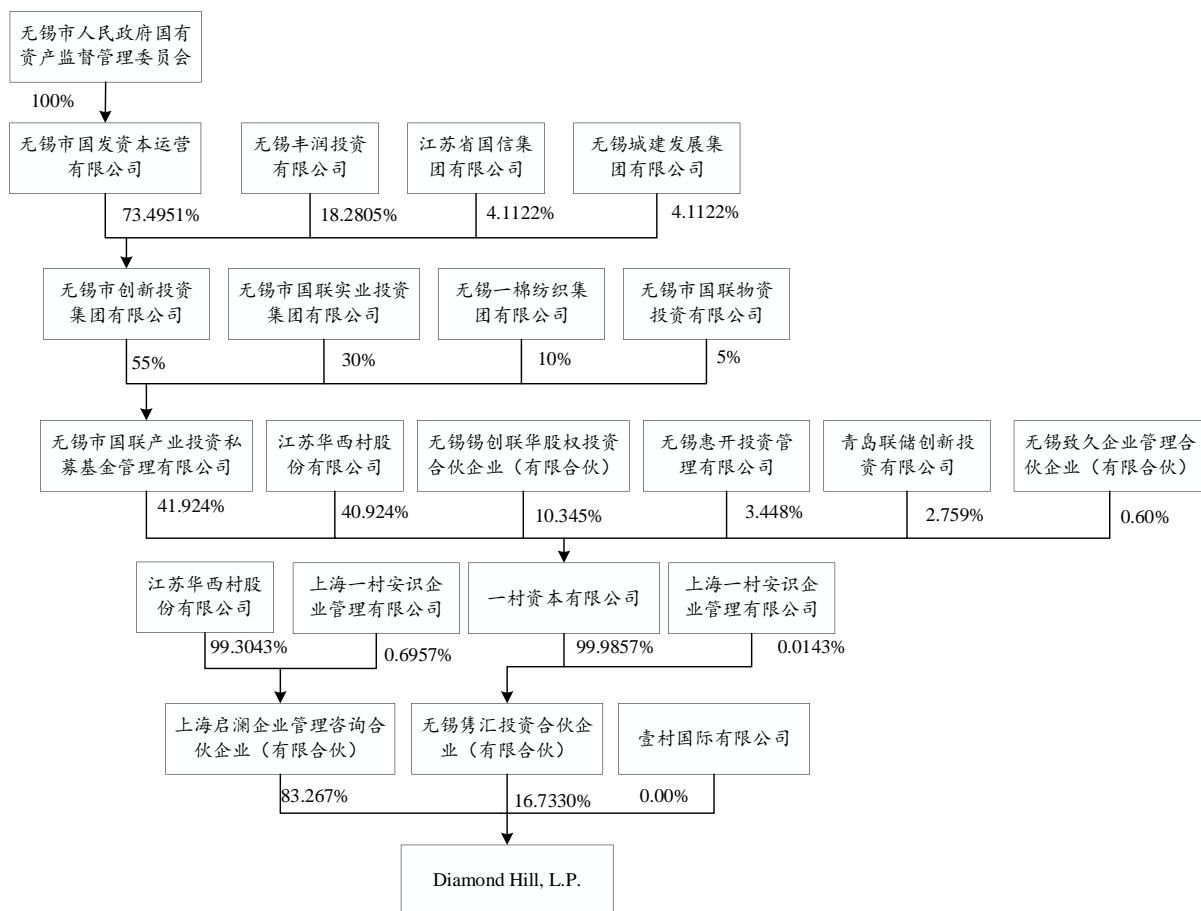 无锡市人民政府国有
资产监督管理委员会
100%
无锡市国发资本运营
有限公司
无锡丰润投资
有限公司
江苏省国信集
团有限公司
无锡城建发展集
团有限公司
73.4951%
18.2805%
4.1122%
4.1122%
无锡市创新投资
集团有限公司
无锡市国联实业投资
集团有限公司
无锡一棉纺织集
团有限公司
无锡市国联物资
投资有限公司
55%
30%
10%
5%
无锡市国联产业投资私
募基金管理有限公司
江苏华西村股
份有限公司
无锡锡创联华股权投资
合伙企业（有限合伙）
无锡惠开投资管
理有限公司
青岛联储创新投
资有限公司
无锡致久企业管理合
伙企业（有限合伙）
41.924%
40.924%
10.345%
3.448%
2.759%
0.60%
江苏华西村股
份有限公司
上海一村安识企
业管理有限公司
一村资本有限公司
上海一村安识企
业管理有限公司
99.3043%
0.6957%
99.9857%
0.0143%
上海启澜企业管理咨询合
伙企业（有限合伙）
无锡隽汇投资合伙企
业（有限合伙）
壹村国际有限公司
83.267%
16.7330%
0.00%
Diamond Hill, L.P.